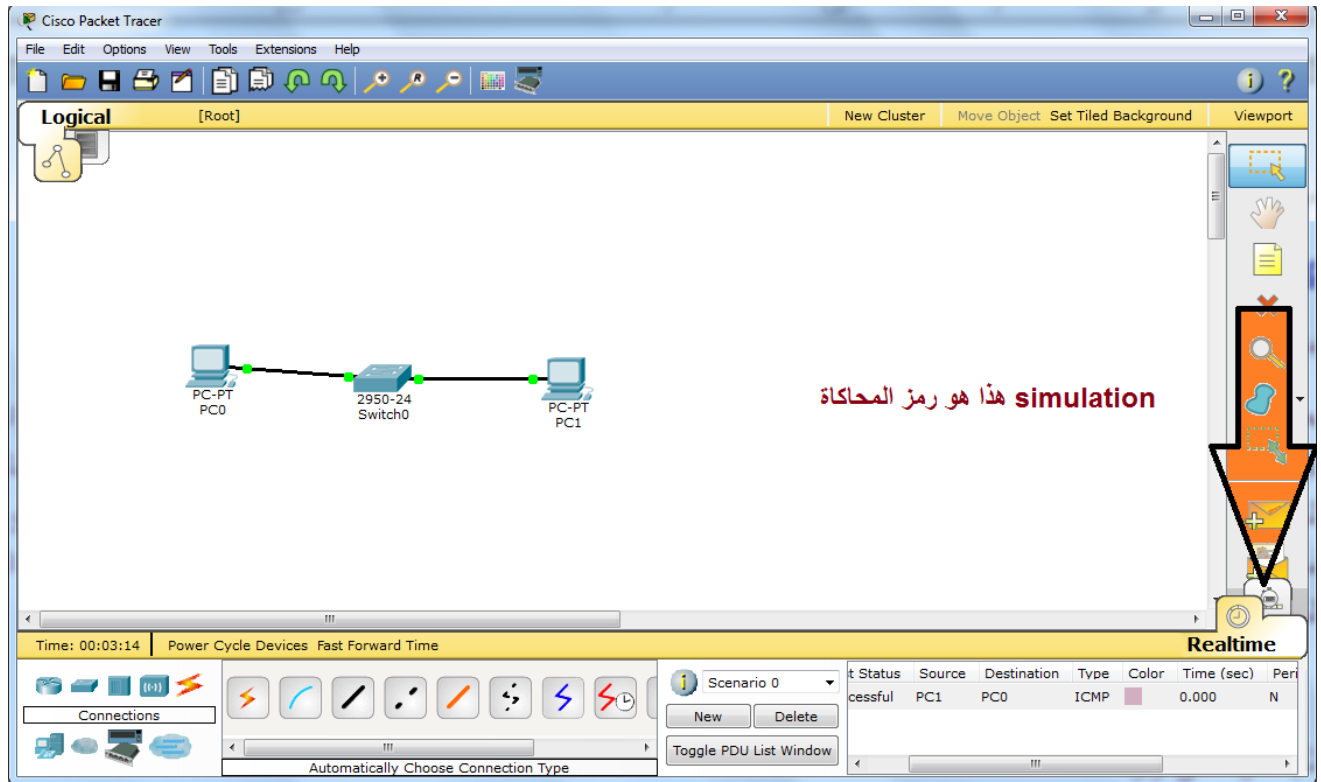 Cisco Packet Tracer
File Edit Options View Tools Extensions Help
Logical [Root] New Cluster Move Object Set Tiled Background Viewport
PC-PT
PC0
2950-24
Switch0
PC-PT
PC1
هذا هو رمز المحاكاة simulation
Time: 00:03:14 Power Cycle Devices Fast Forward Time Realtime
Connections
Automatically Choose Connection Type
Scenario 0
New Delete
Toggle PDU List Window
t Status Source Destination Type Color Time (sec) Peri
cessful PC1 PC0 ICMP 0.000 N